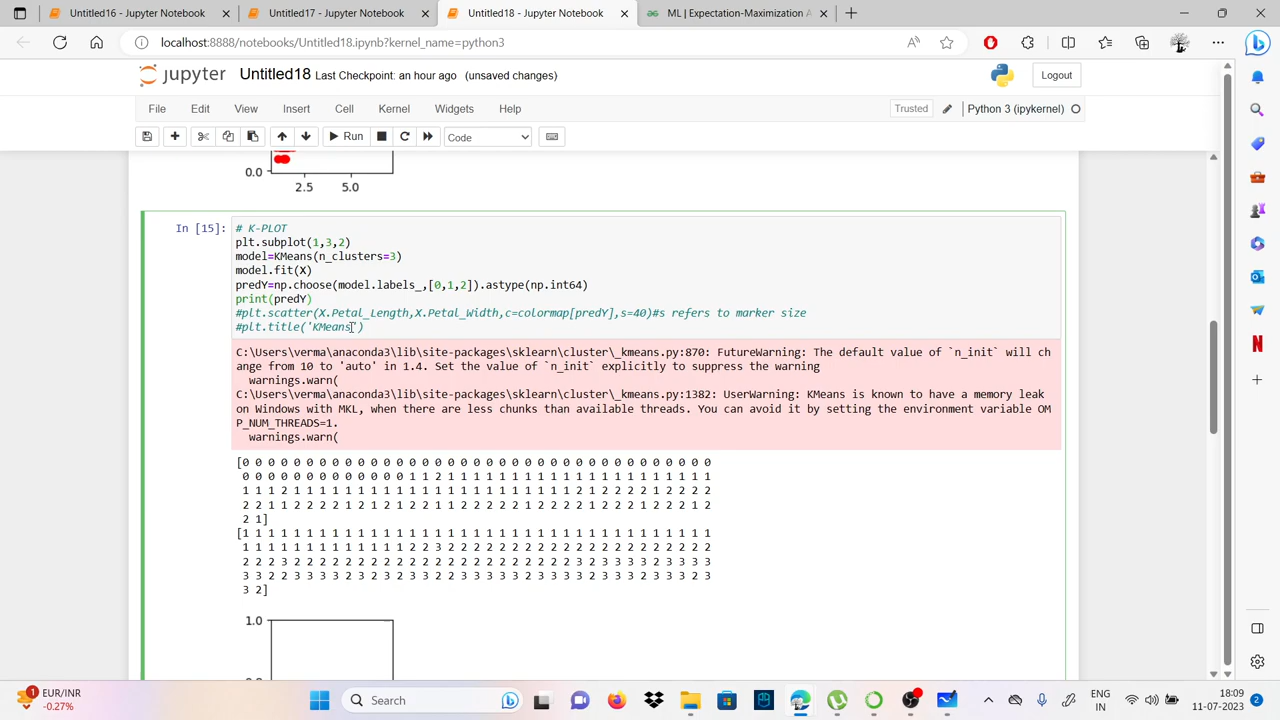 Untitled16 - Jupyter Notebook
Untitled17 - Jupyter Notebook
Untitled18 - Jupyter Notebook
ML | Expectation-Maximization A
localhost:8888/notebooks/Untitled18.ipynb?kernel_name=python3
jupyter Untitled18 Last Checkpoint: an hour ago (unsaved changes)
Logout
File Edit View Insert Cell Kernel Widgets Help
Trusted
Python 3 (ipykernel)
Run
Code
0.0
2.5 5.0
In [15]:
# K-PLOT
plt.subplot(1,3,2)
model=KMeans(n_clusters=3)
model.fit(X)
predY=np.choose(model.labels_,[0,1,2]).astype(np.int64)
print(predY)
#plt.scatter(X.Petal_Length,X.Petal_Width,c=colormap[predY],s=40)#s refers to marker size
#plt.title('KMeans')
C:\Users\verma\anaconda3\lib\site-packages\sklearn\cluster\_kmeans.py:870: FutureWarning: The default value of `n_init` will ch
ange from 10 to 'auto' in 1.4. Set the value of `n_init` explicitly to suppress the warning
warnings.warn(
C:\Users\verma\anaconda3\lib\site-packages\sklearn\cluster\_kmeans.py:1382: UserWarning: KMeans is known to have a memory leak
on Windows with MKL, when there are less chunks than available threads. You can avoid it by setting the environment variable OM
P_NUM_THREADS=1.
warnings.warn(
[0 0 0 0 0 0 0 0 0 0 0 0 0 0 0 0 0 0 0 0 0 0 0 0 0 0 0 0 0 0 0 0 0 0 0 0 0
0 0 0 0 0 0 0 0 0 0 0 0 0 1 1 2 1 1 1 1 1 1 1 1 1 1 1 1 1 1 1 1 1 1 1 1 1
1 1 1 2 1 1 1 1 1 1 1 1 1 1 1 1 1 1 1 1 1 1 1 1 1 1 2 1 2 2 2 2 1 2 2 2 2
2 2 1 1 2 2 2 2 1 2 1 2 1 2 2 1 1 2 2 2 2 2 1 2 2 2 2 1 2 2 2 1 2 2 2 1 2
2 1]
[1 1 1 1 1 1 1 1 1 1 1 1 1 1 1 1 1 1 1 1 1 1 1 1 1 1 1 1 1 1 1 1 1 1 1 1 1
1 1 1 1 1 1 1 1 1 1 1 1 1 2 2 3 2 2 2 2 2 2 2 2 2 2 2 2 2 2 2 2 2 2 2 2 2
2 2 2 3 2 2 2 2 2 2 2 2 2 2 2 2 2 2 2 2 2 2 2 2 2 2 3 2 3 3 3 3 2 3 3 3 3
3 3 2 2 3 3 3 3 2 3 2 3 2 3 3 2 2 3 3 3 3 3 2 3 3 3 3 2 3 3 3 2 3 3 3 2 3
3 2]
1.0
EUR/INR
-0.27%
1
Search
ENG
IN
18:09
11-07-2023
2